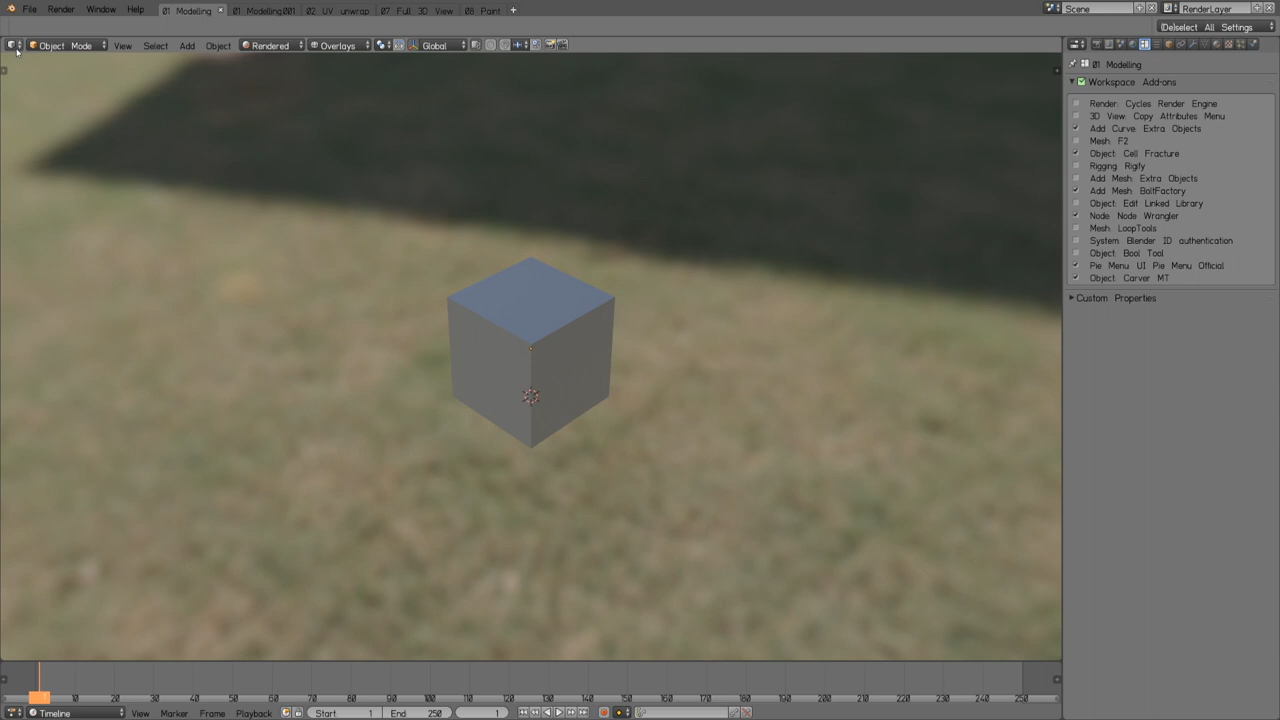 File Render Window Help 01 Modelling 01 Modelling.001 02 UV unwrap 07 Full 3D View 08 Paint Scene RenderLayer
(De)select All Settings
Object Mode View Select Add Object Rendered Overlays Global
01 Modelling
Workspace Add-ons
Render: Cycles Render Engine
3D View: Copy Attributes Menu
Add Curve: Extra Objects
Mesh: F2
Object: Cell Fracture
Rigging: Rigify
Add Mesh: Extra Objects
Add Mesh: BoltFactory
Object: Edit Linked Library
Node: Node Wrangler
Mesh: LoopTools
System: Blender ID authentication
Object: Bool Tool
Pie Menu: UI Pie Menu Official
Object: Carver MT
Custom Properties
10 20 30 40 50 60 70 80 90 100 110 120 130 140 150 160 170 180 190 200 210 220 230 240 250
Timeline View Marker Frame Playback Start: 1 End: 250 1